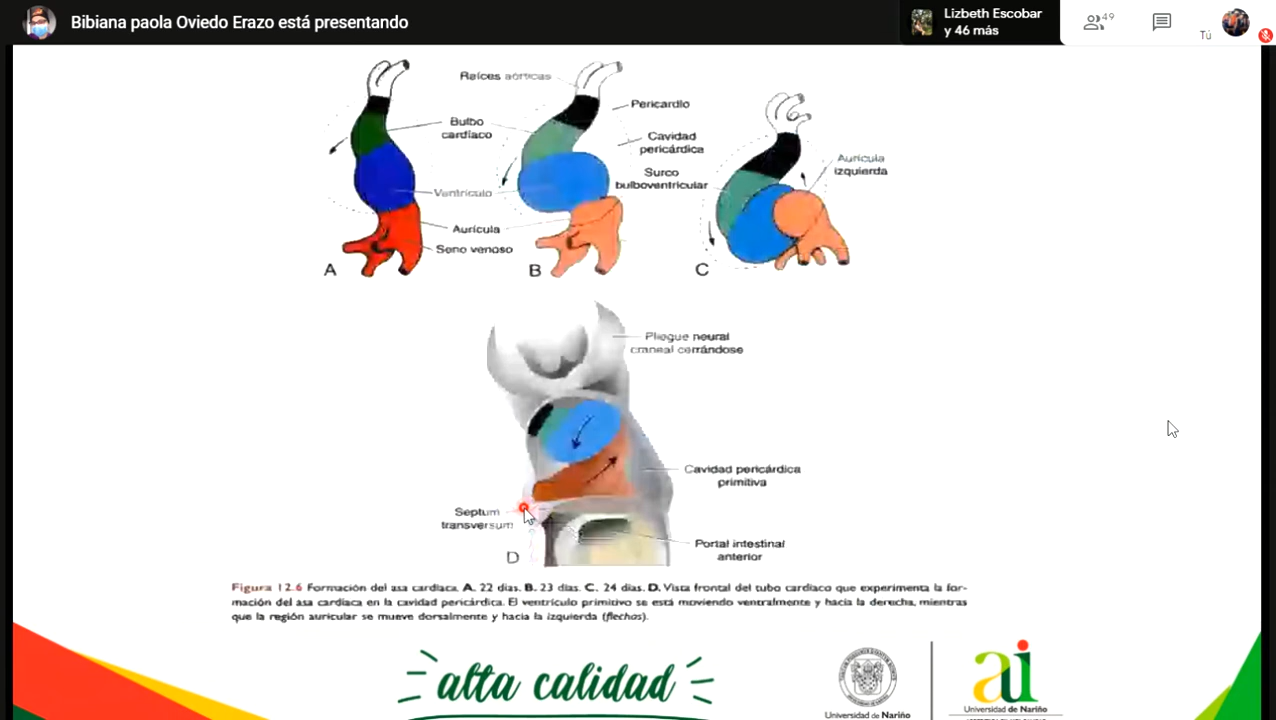 Bibiana paola Oviedo Erazo está presentando
Lizbeth Escobar
y 46 más
49
Tú
Raíces aórticas
Pericardio
Bulbo
cardíaco
Cavidad
pericárdica
Aurícula
izquierda
Surco
bulboventricular
Ventrículo
Aurícula
Seno venoso
A
B
C
Pliegue neural
craneal cerrándose
Cavidad pericárdica
primitiva
Septum
transversum
Portal intestinal
anterior
D
Figura 12.6 Formación del asa cardíaca. A. 22 días. B. 23 días. C. 24 días. D. Vista frontal del tubo cardíaco que experimenta la for-
mación del asa cardíaca en la cavidad pericárdica. El ventrículo primitivo se está moviendo ventralmente y hacia la derecha, mientras
que la región auricular se mueve dorsalmente y hacia la izquierda (flechas).
alta calidad
Universidad de Nariño
ai
Universidad de Nariño